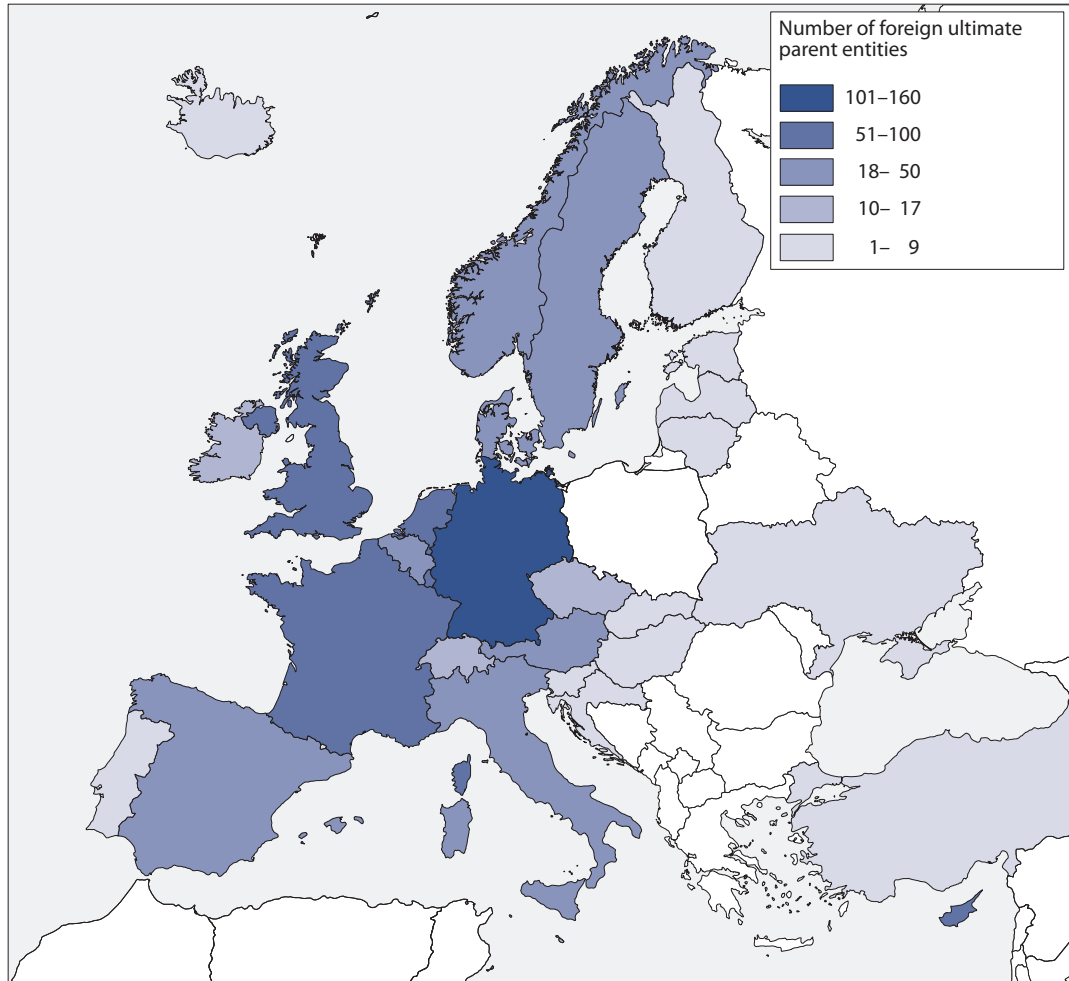 Number of foreign ultimate
parent entities
101–160
51–100
18– 50
10– 17
1– 9